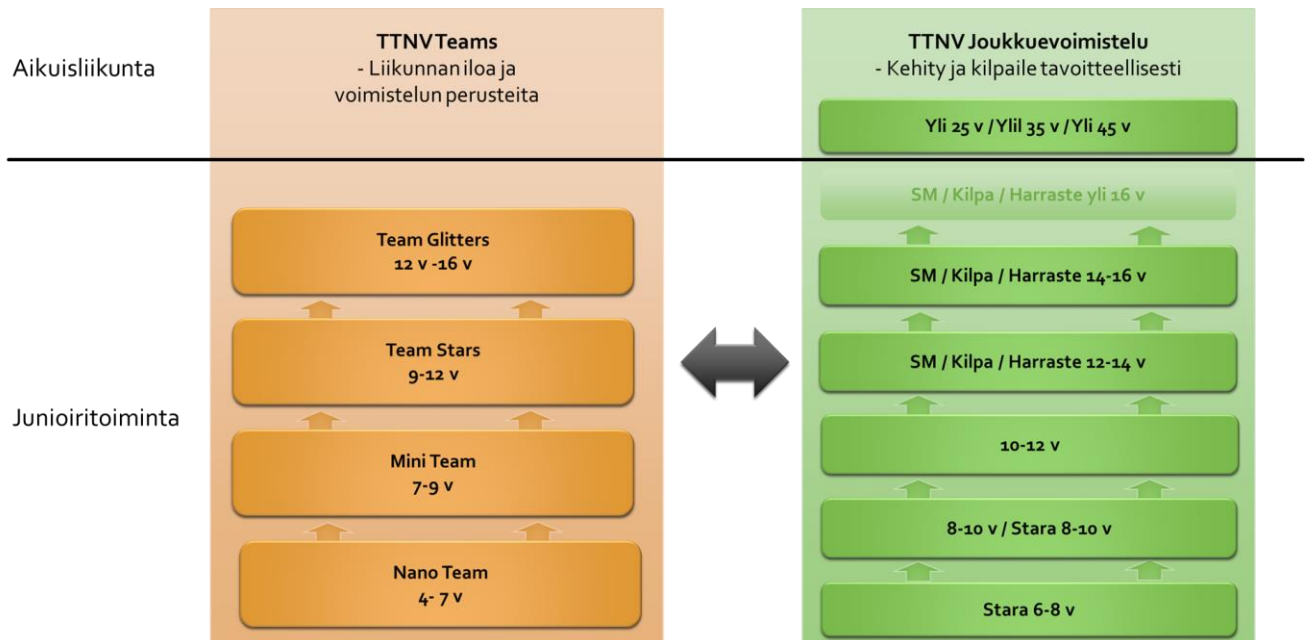 Aikuisliikunta
TTNV Teams
- Liikunnan iloa ja
voimistelun perusteita
Team Glitters
12 v -16 v
Team Stars
9-12 v
Junioiritoiminta
Mini Team
7-9 v
Nano Team
4- 7 v
TTNV Joukkuevoimistelu
- Kehity ja kilpaile tavoitteellisesti
Yli 25 v / Ylil 35 v / Yli 45 v
SM / Kilpa / Harraste yli 16 v
SM / Kilpa / Harraste 14-16 v
SM / Kilpa / Harraste 12-14 v
10-12 v
8-10 v / Stara 8-10 v
Stara 6-8 v